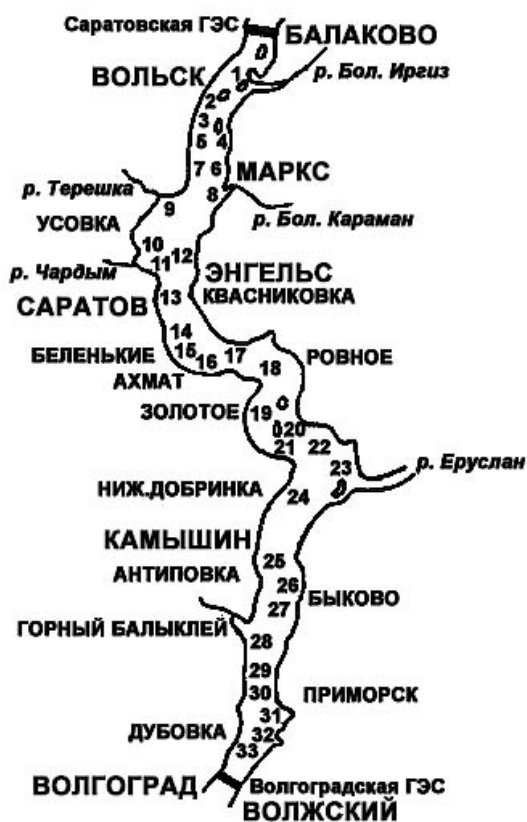 Саратовская ГЭС
БАЛАКОВО
1
р. Бол. Иргиз
ВОЛЬСК
2
3
4
5
7 6
МАРКС
8
р. Терешка
9
р. Бол. Караман
УСОВКА
10
12
11
р. Чардым
ЭНГЕЛЬС
КВАСНИКОВКА
13
САРАТОВ
14
БЕЛЕНЬКИЕ
15
16
17
18
РОВНОЕ
АХМАТ
ЗОЛОТОЕ
19
20
21
22
23
р. Еруслан
НИЖ.ДОБРИНКА
24
КАМЫШИН
25
АНТИПОВКА
26
БЫКОВО
27
ГОРНЫЙ БАЛЫКЛЕЙ
28
29
30
ПРИМОРСК
31
ДУБОВКА
32
33
ВОЛГОГРАД
Волгоградская ГЭС
ВОЛЖСКИЙ